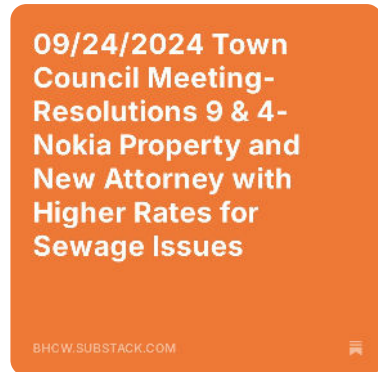 09/24/2024 Town
Council Meeting-
Resolutions 9 & 4-
Nokia Property and
New Attorney with
Higher Rates for
Sewage Issues
BHCW.SUBSTACK.COM